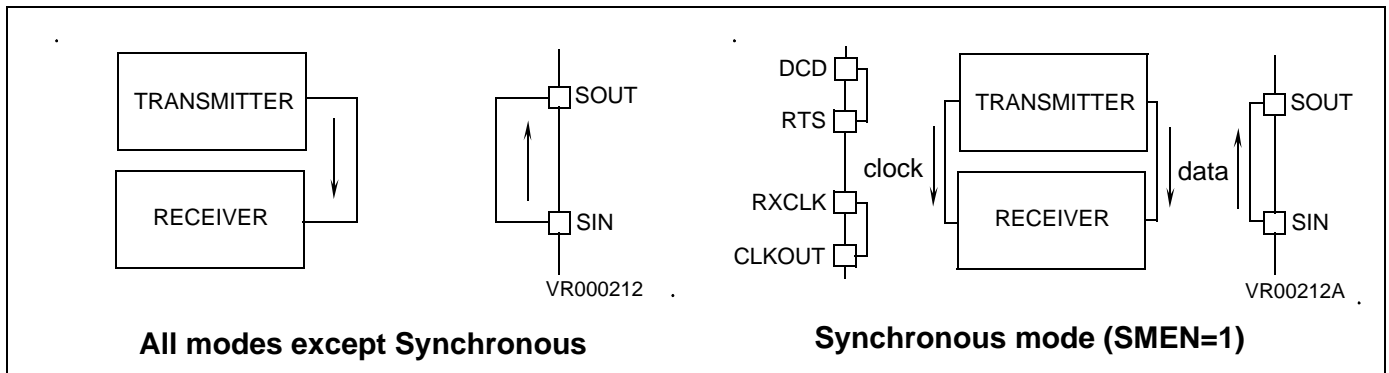 TRANSMITTER
RECEIVER
SOUT
SIN
VR000212
All modes except Synchronous
DCD
RTS
RXCLK
CLKOUT
clock
TRANSMITTER
RECEIVER
data
SOUT
SIN
VR00212A
Synchronous mode (SMEN=1)